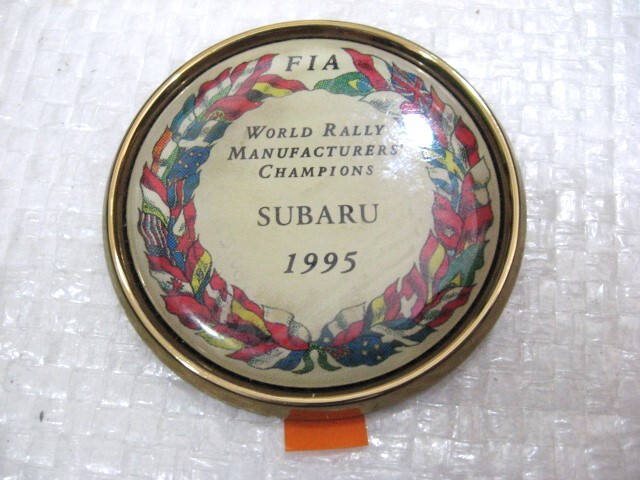 FIA
WORLD RALLY
MANUFACTURERS'
CHAMPIONS
SUBARU
1995